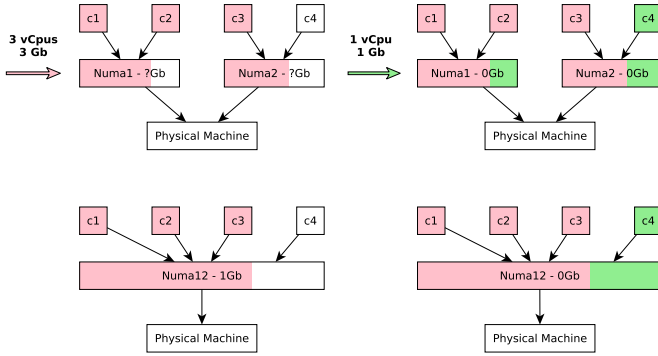 c1 c2 c3 c4 c1 c2 c3 c4
3 vCpus
3 Gb
1 vCpu
1 Gb
Numa1 - ?Gb Numa2 - ?Gb Numa1 - 0Gb Numa2 - 0Gb
Physical Machine Physical Machine
c1 c2 c3 c4 c1 c2 c3 c4
Numa12 - 1Gb Numa12 - 0Gb
Physical Machine Physical Machine